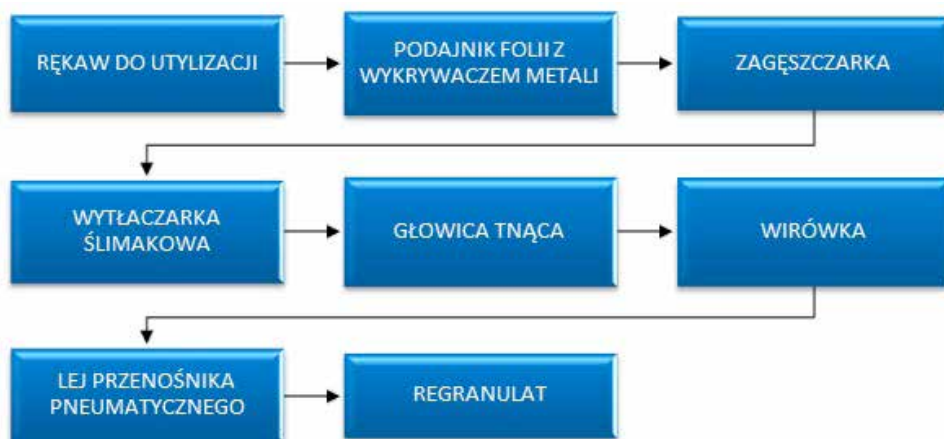 RĘKAW DO UTYLIZACJI
PODAJNIK FOLII Z
WYKRYWACZEM METALI
ZAGĘSZCZARKA
WYTŁACZARKA
ŚLIMAKOWA
GŁOWICA TNĄCA
WIRÓWKA
LEJ PRZENOŚNIKA
PNEUMATYCZNEGO
REGRANULAT